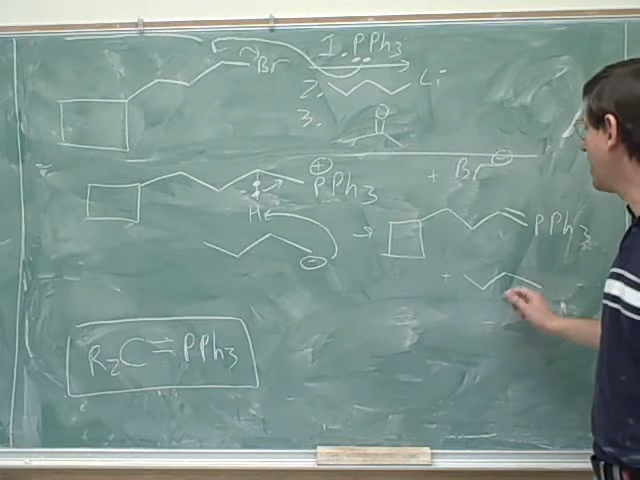 Br 1. PPh3
2. Li
3. O
⊕ PPh3 + Br ⊖
H
⊖ → PPh3
+
R2C=PPh3